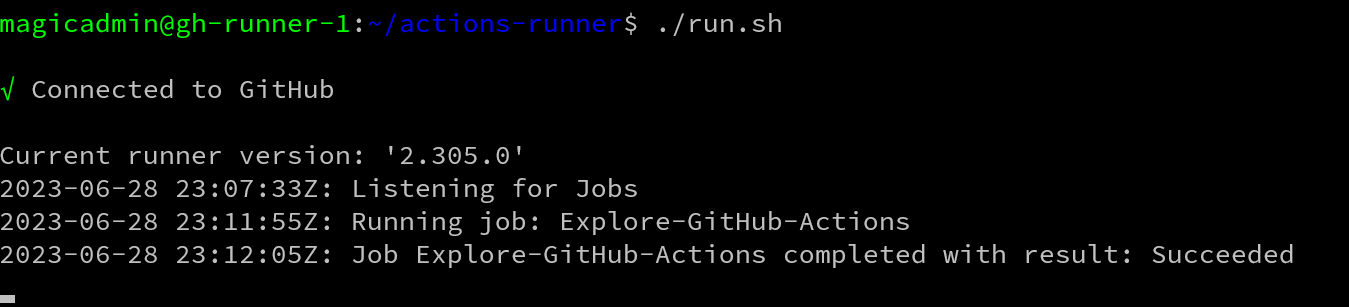 magicadmin@gh-runner-1:~/actions-runner$ ./run.sh
√ Connected to GitHub
Current runner version: '2.305.0'
2023-06-28 23:07:33Z: Listening for Jobs
2023-06-28 23:11:55Z: Running job: Explore-GitHub-Actions
2023-06-28 23:12:05Z: Job Explore-GitHub-Actions completed with result: Succeeded